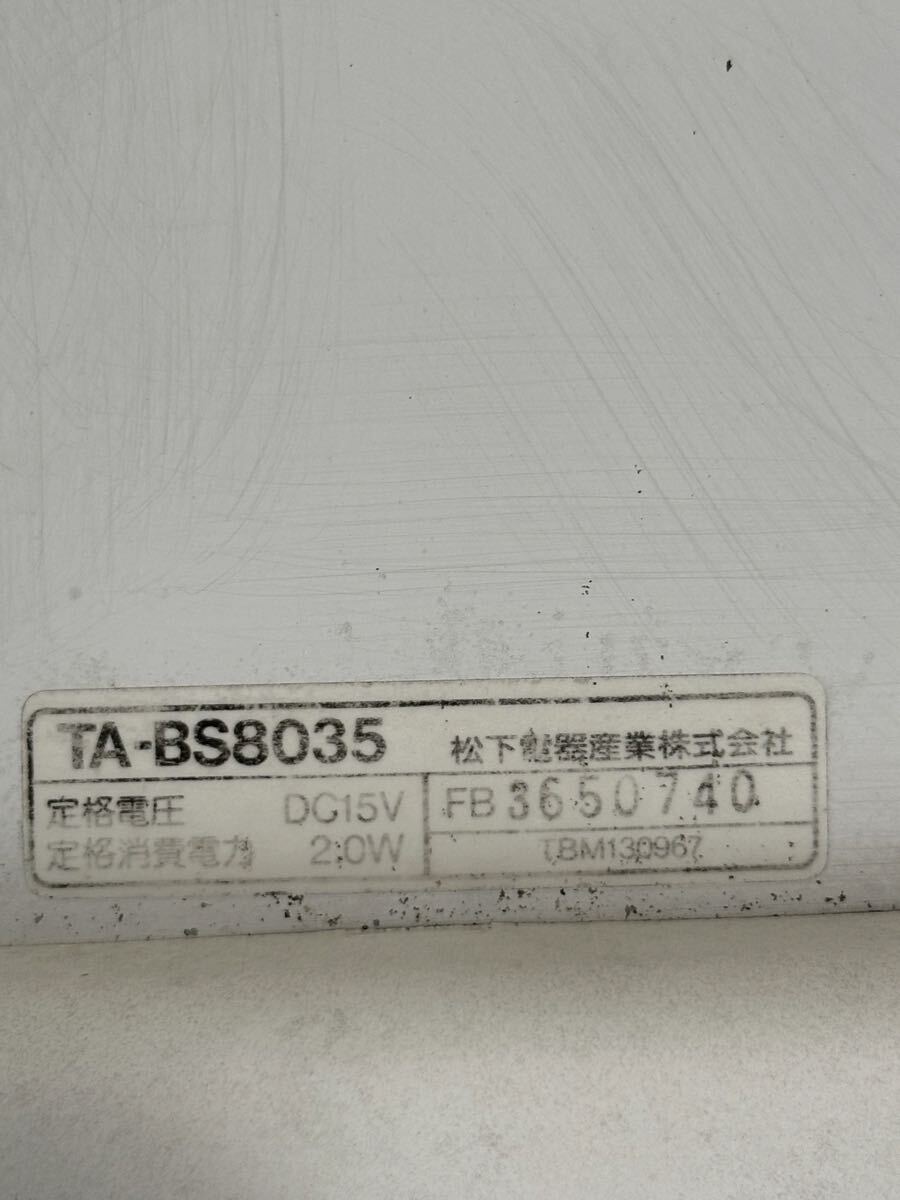 TA-BS8035
松下電器産業株式会社
定格電圧 DC15V
FB 3650740
定格消費電力 2.0W
TBM130967